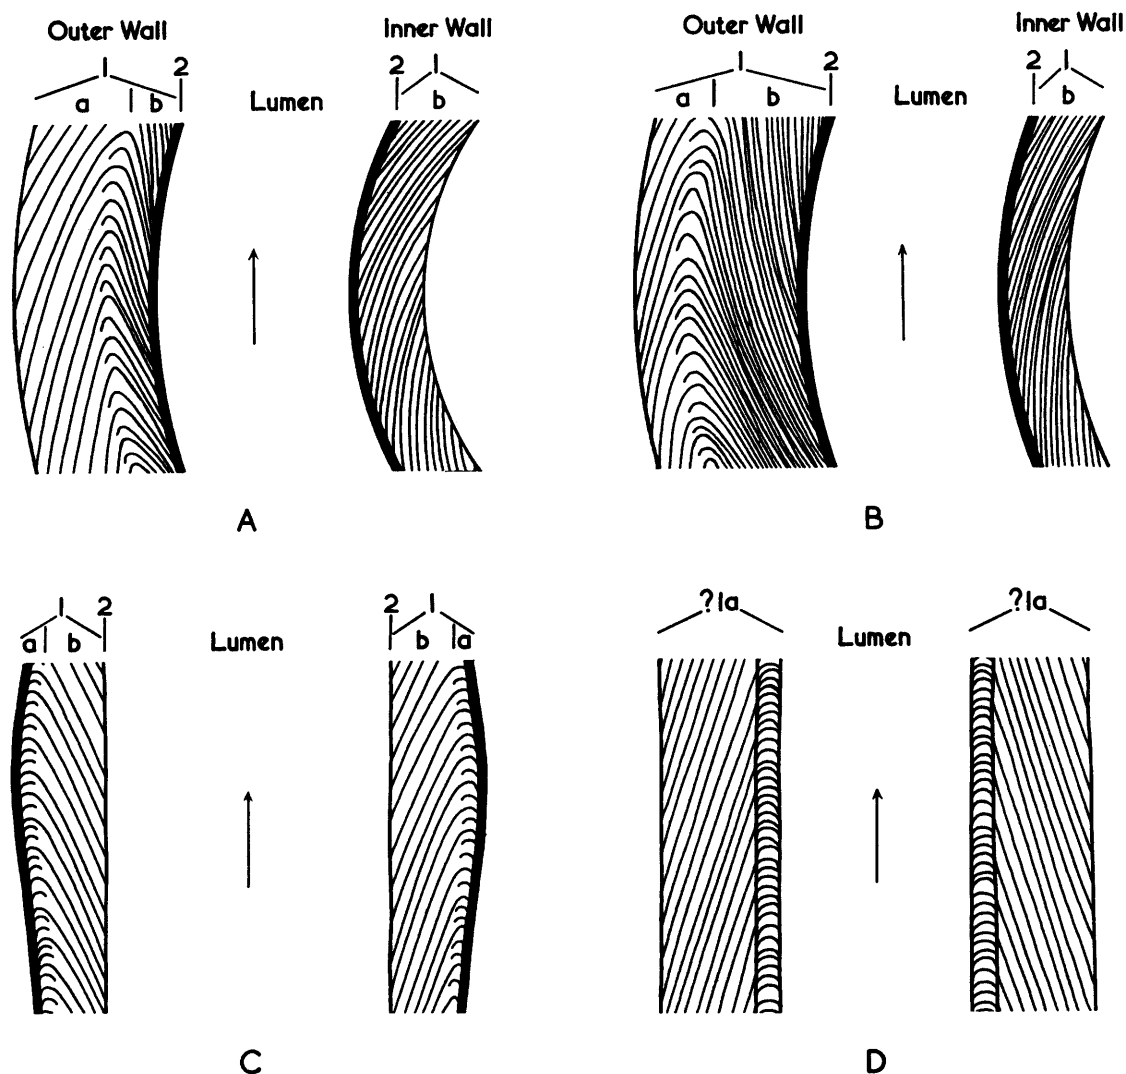 Outer Wall Inner Wall Outer Wall Inner Wall
1 2 2 1 1 2 2 1
a b Lumen b a b Lumen b
A B
1 2 2 1 ?1a ?1a
a b Lumen b a Lumen
C D